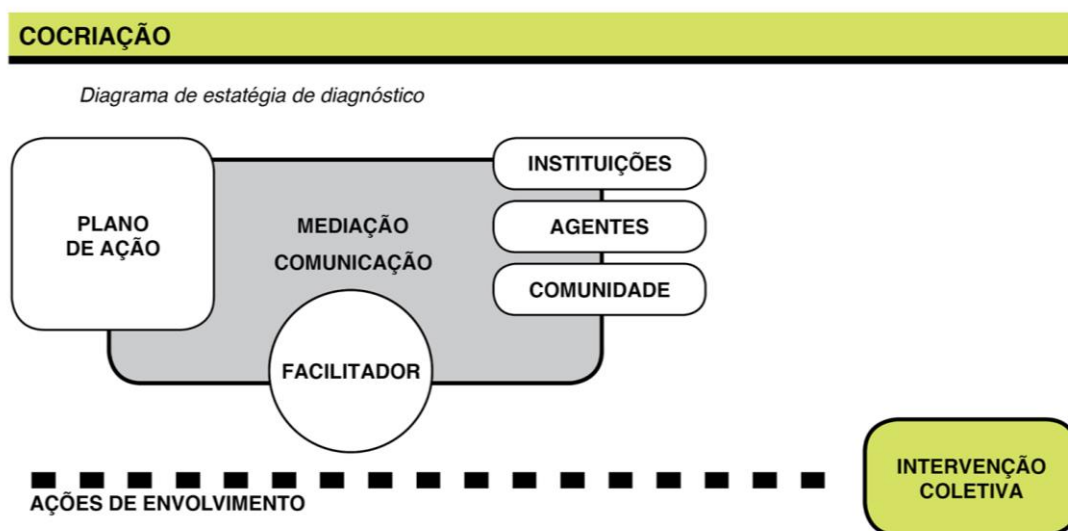 COCRIAÇÃO
Diagrama de estatégia de diagnóstico
PLANO
DE AÇÃO
MEDIAÇÃO
COMUNICAÇÃO
INSTITUIÇÕES
AGENTES
COMUNIDADE
FACILITADOR
AÇÕES DE ENVOLVIMENTO
INTERVENÇÃO
COLETIVA